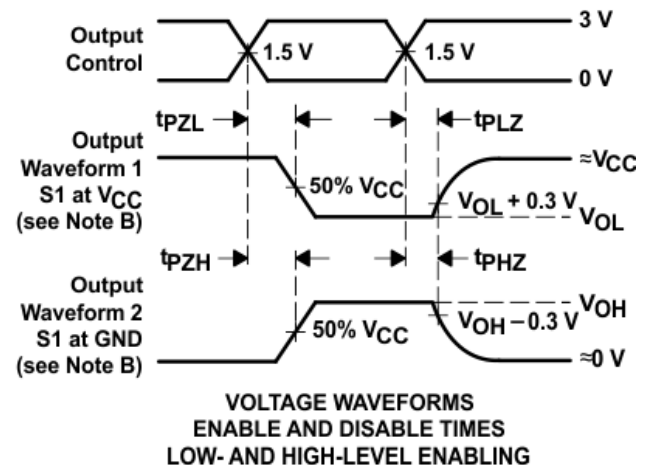 3 V
Output
Control
1.5 V
1.5 V
0 V
tPZL
tPLZ
Output
Waveform 1
S1 at VCC
(see Note B)
≈VCC
50% VCC
VOL + 0.3 V
VOL
tPZH
tPHZ
Output
Waveform 2
S1 at GND
(see Note B)
VOH
50% VCC
VOH – 0.3 V
≈0 V
VOLTAGE WAVEFORMS
ENABLE AND DISABLE TIMES
LOW- AND HIGH-LEVEL ENABLING